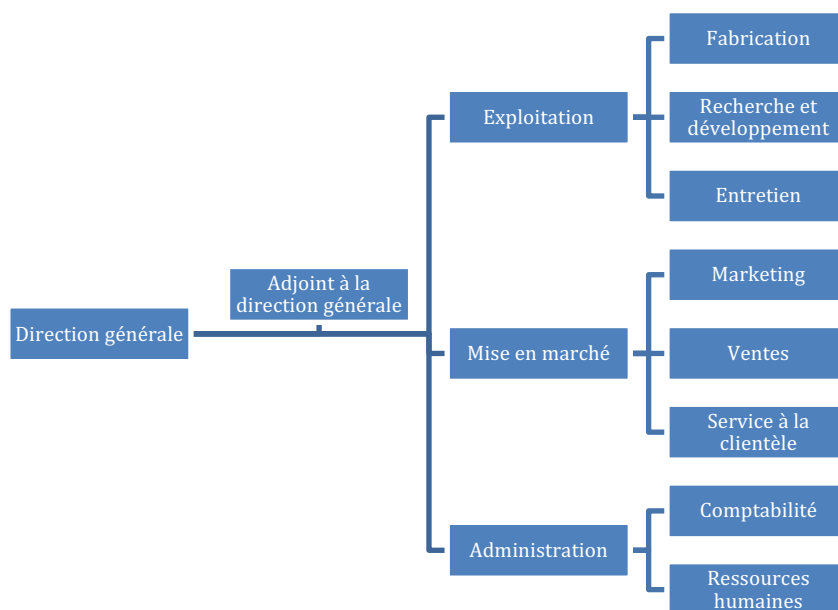 Direction générale
Adjoint à la
direction générale
Exploitation
Fabrication
Recherche et
développement
Entretien
Mise en marché
Marketing
Ventes
Service à la
clientèle
Administration
Comptabilité
Ressources
humaines